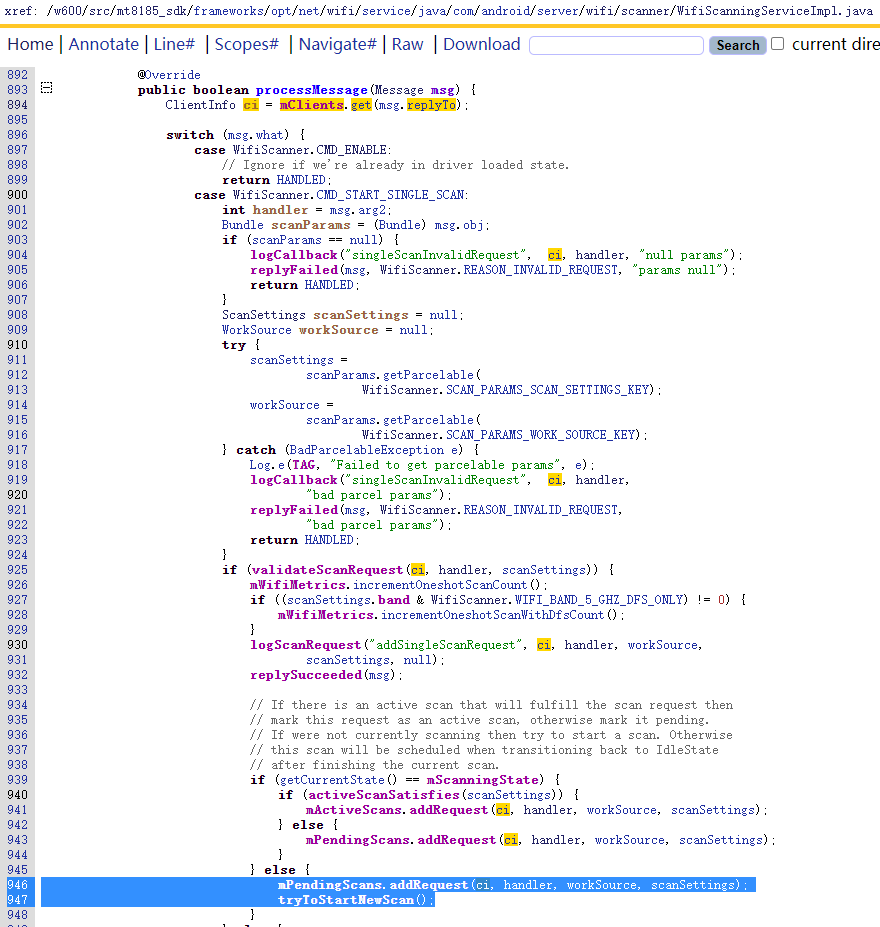 xref: /w600/src/mt8185_sdk/frameworks/opt/net/wifi/service/java/com/android/server/wifi/scanner/WifiScanningServiceImpl.java
Home | Annotate | Line# | Scopes# | Navigate# | Raw | Download Search current dire
892 @Override
893 public boolean processMessage(Message msg) {
894 ClientInfo ci = mClients.get(msg.replyTo);
895
896 switch (msg.what) {
897 case WifiScanner.CMD_ENABLE:
898 // Ignore if we're already in driver loaded state.
899 return HANDLED;
900 case WifiScanner.CMD_START_SINGLE_SCAN:
901 int handler = msg.arg2;
902 Bundle scanParams = (Bundle) msg.obj;
903 if (scanParams == null) {
904 logCallback("singleScanInvalidRequest", ci, handler, "null params");
905 replyFailed(msg, WifiScanner.REASON_INVALID_REQUEST, "params null");
906 return HANDLED;
907 }
908 ScanSettings scanSettings = null;
909 WorkSource workSource = null;
910 try {
911 scanSettings =
912 scanParams.getParcelable(
913 WifiScanner.SCAN_PARAMS_SCAN_SETTINGS_KEY);
914 workSource =
915 scanParams.getParcelable(
916 WifiScanner.SCAN_PARAMS_WORK_SOURCE_KEY);
917 } catch (BadParcelableException e) {
918 Log.e(TAG, "Failed to get parcelable params", e);
919 logCallback("singleScanInvalidRequest", ci, handler,
920 "bad parcel params");
921 replyFailed(msg, WifiScanner.REASON_INVALID_REQUEST,
922 "bad parcel params");
923 return HANDLED;
924 }
925 if (validateScanRequest(ci, handler, scanSettings)) {
926 mWifiMetrics.incrementOneshotScanCount();
927 if ((scanSettings.band & WifiScanner.WIFI_BAND_5_GHZ_DFS_ONLY) != 0) {
928 mWifiMetrics.incrementOneshotScanWithDfsCount();
929 }
930 logScanRequest("addSingleScanRequest", ci, handler, workSource,
931 scanSettings, null);
932 replySucceeded(msg);
933
934 // If there is an active scan that will fulfill the scan request then
935 // mark this request as an active scan, otherwise mark it pending.
936 // If were not currently scanning then try to start a scan. Otherwise
937 // this scan will be scheduled when transitioning back to IdleState
938 // after finishing the current scan.
939 if (getCurrentState() == mScanningState) {
940 if (activeScanSatisfies(scanSettings)) {
941 mActiveScans.addRequest(ci, handler, workSource, scanSettings);
942 } else {
943 mPendingScans.addRequest(ci, handler, workSource, scanSettings);
944 }
945 } else {
946 mPendingScans.addRequest(ci, handler, workSource, scanSettings);
947 tryToStartNewScan();
948 }